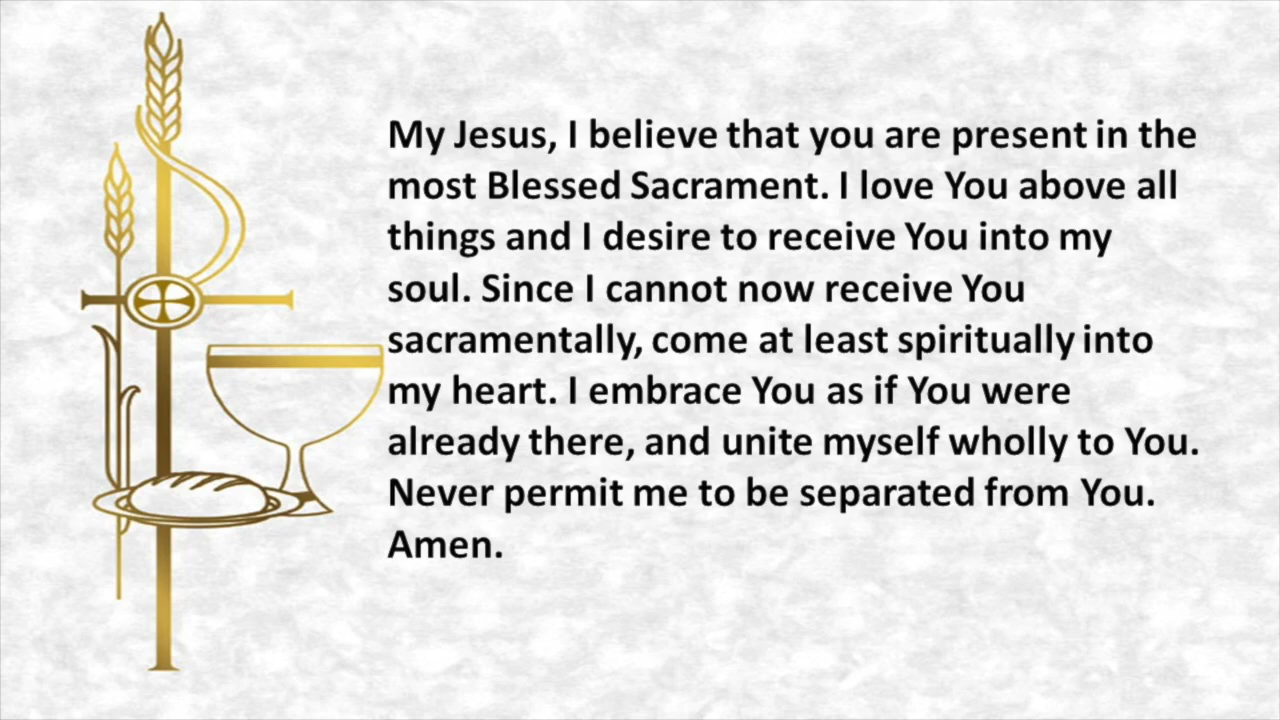 My Jesus, I believe that you are present in the
most Blessed Sacrament. I love You above all
things and I desire to receive You into my
soul. Since I cannot now receive You
sacramentally, come at least spiritually into
my heart. I embrace You as if You were
already there, and unite myself wholly to You.
Never permit me to be separated from You.
Amen.